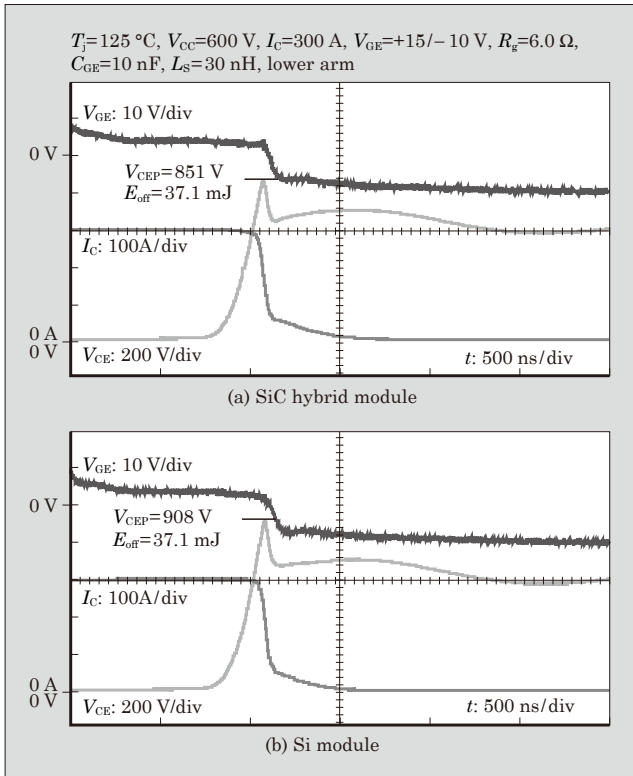 Tj=125 °C, VCC=600 V, IC=300 A, VGE=+15/−10 V, Rg=6.0 Ω,
CGE=10 nF, LS=30 nH, lower arm
VGE: 10 V/div
0 V
VCEP=851 V
Eoff=37.1 mJ
IC: 100A/div
0 A
0 V
VCE: 200 V/div
t: 500 ns/div
(a) SiC hybrid module
VGE: 10 V/div
0 V
VCEP=908 V
Eoff=37.1 mJ
IC: 100A/div
0 A
0 V
VCE: 200 V/div
t: 500 ns/div
(b) Si module